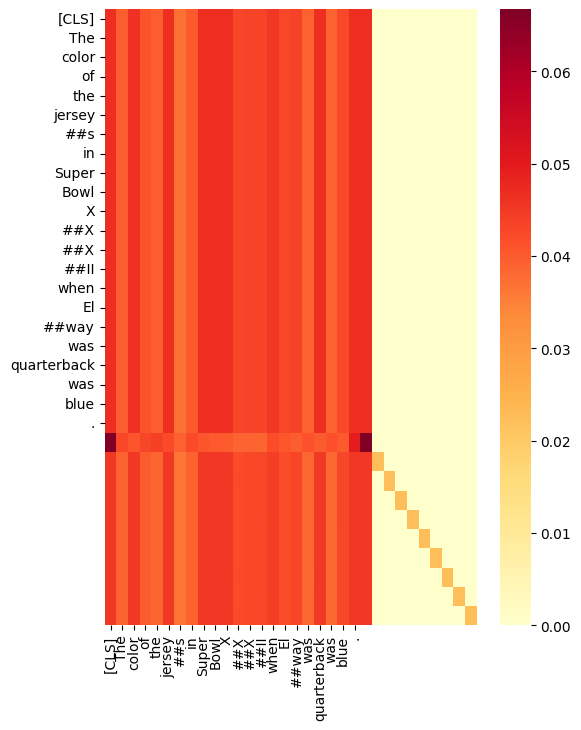 [CLS]
The
color
of
the
jersey
##s
in
Super
Bowl
X
##X
##X
##II
when
El
##way
was
quarterback
was
blue
.
0.06
0.05
0.04
0.03
0.02
0.01
0.00
[CLS]
The
color
of
the
jersey
##s
in
Super
Bowl
X
##X
##X
##II
when
El
##way
was
quarterback
was
blue
.